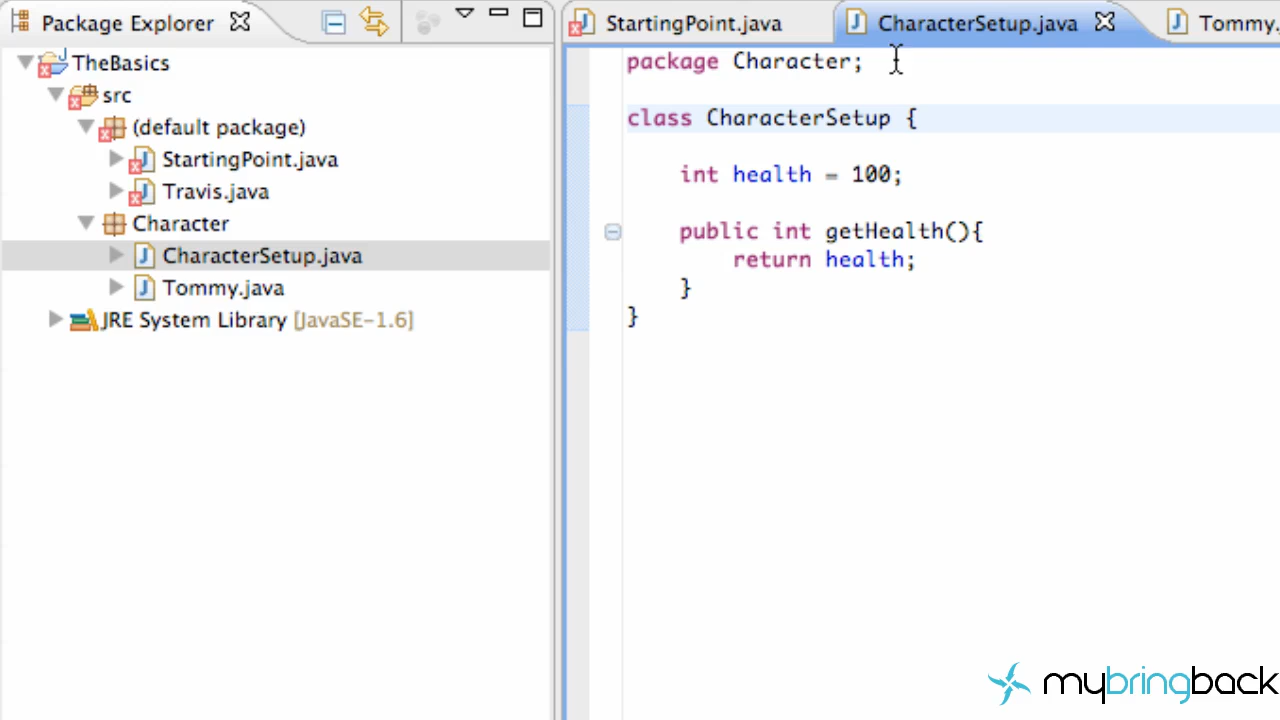 Package Explorer
TheBasics
src
(default package)
StartingPoint.java
Travis.java
Character
CharacterSetup.java
Tommy.java
JRE System Library [JavaSE-1.6]
StartingPoint.java
CharacterSetup.java
Tommy.
package Character;
class CharacterSetup {
int health = 100;
public int getHealth(){
return health;
}
}
mybringback